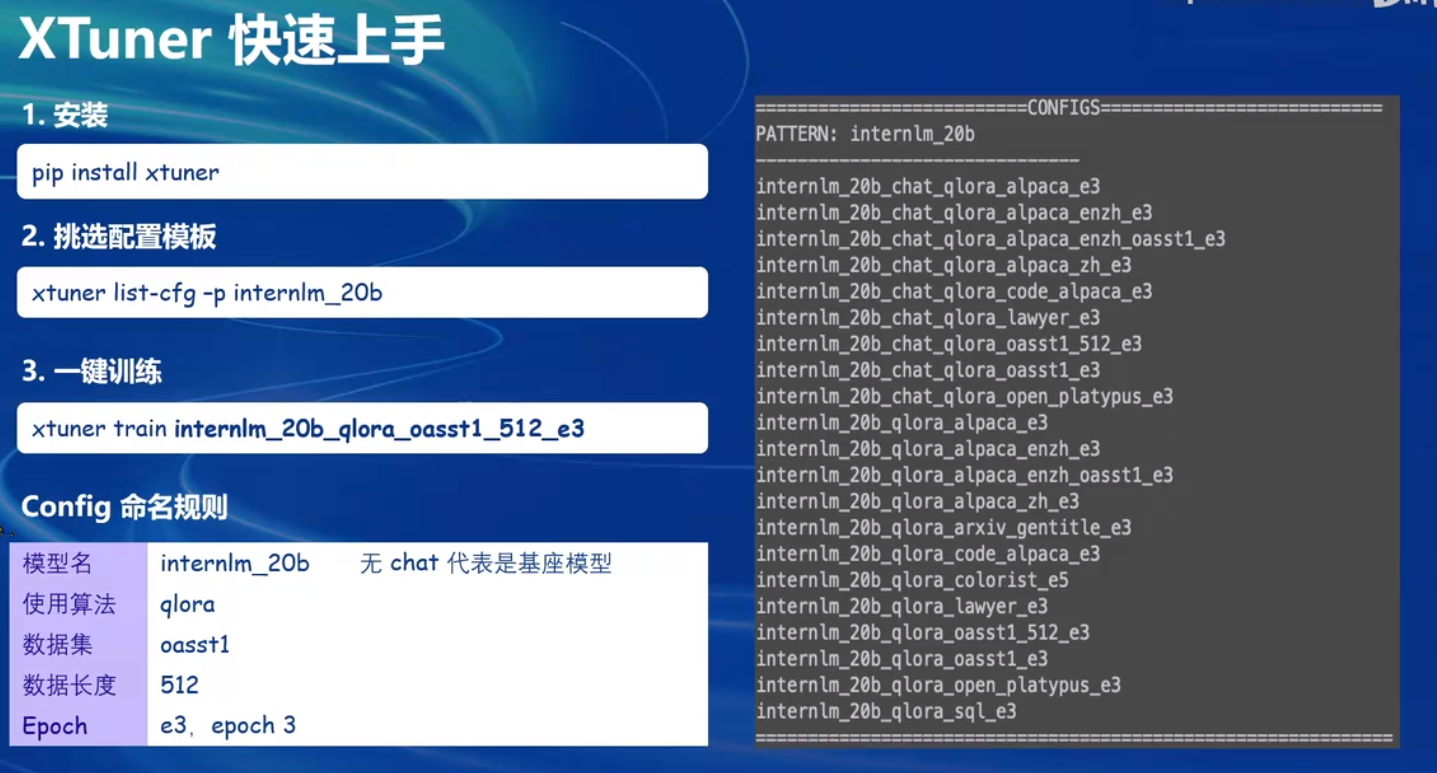 XTuner 快速上手
1. 安装
pip install xtuner
2. 挑选配置模板
xtuner list-cfg –p internlm_20b
3. 一键训练
xtuner train internlm_20b_qlora_oasst1_512_e3
Config 命名规则
模型名 internlm_20b 无 chat 代表是基座模型
使用算法 qlora
数据集 oasst1
数据长度 512
Epoch e3, epoch 3
==========================CONFIGS===========================
PATTERN: internlm_20b
-------------------------------
internlm_20b_chat_qlora_alpaca_e3
internlm_20b_chat_qlora_alpaca_enzh_e3
internlm_20b_chat_qlora_alpaca_enzh_oasst1_e3
internlm_20b_chat_qlora_alpaca_zh_e3
internlm_20b_chat_qlora_code_alpaca_e3
internlm_20b_chat_qlora_lawyer_e3
internlm_20b_chat_qlora_oasst1_512_e3
internlm_20b_chat_qlora_oasst1_e3
internlm_20b_chat_qlora_open_platypus_e3
internlm_20b_qlora_alpaca_e3
internlm_20b_qlora_alpaca_enzh_e3
internlm_20b_qlora_alpaca_enzh_oasst1_e3
internlm_20b_qlora_alpaca_zh_e3
internlm_20b_qlora_arxiv_gentitle_e3
internlm_20b_qlora_code_alpaca_e3
internlm_20b_qlora_colorist_e5
internlm_20b_qlora_lawyer_e3
internlm_20b_qlora_oasst1_512_e3
internlm_20b_qlora_oasst1_e3
internlm_20b_qlora_open_platypus_e3
internlm_20b_qlora_sql_e3
=============================================================